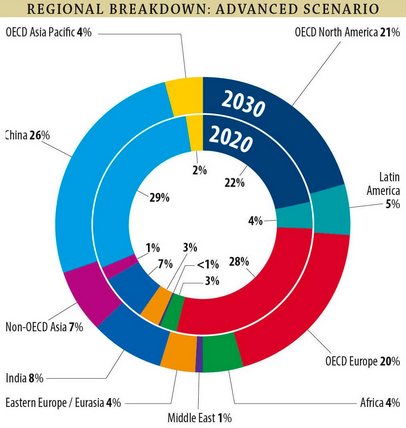 REGIONAL BREAKDOWN: ADVANCED SCENARIO
OECD Asia Pacific 4%
OECD North America 21%
2030
2020
China 26%
2%
22%
29%
Latin
America
5%
4%
1%
7%
3%
<1%
3%
28%
Non-OECD Asia 7%
OECD Europe 20%
India 8%
Eastern Europe / Eurasia 4%
Africa 4%
Middle East 1%